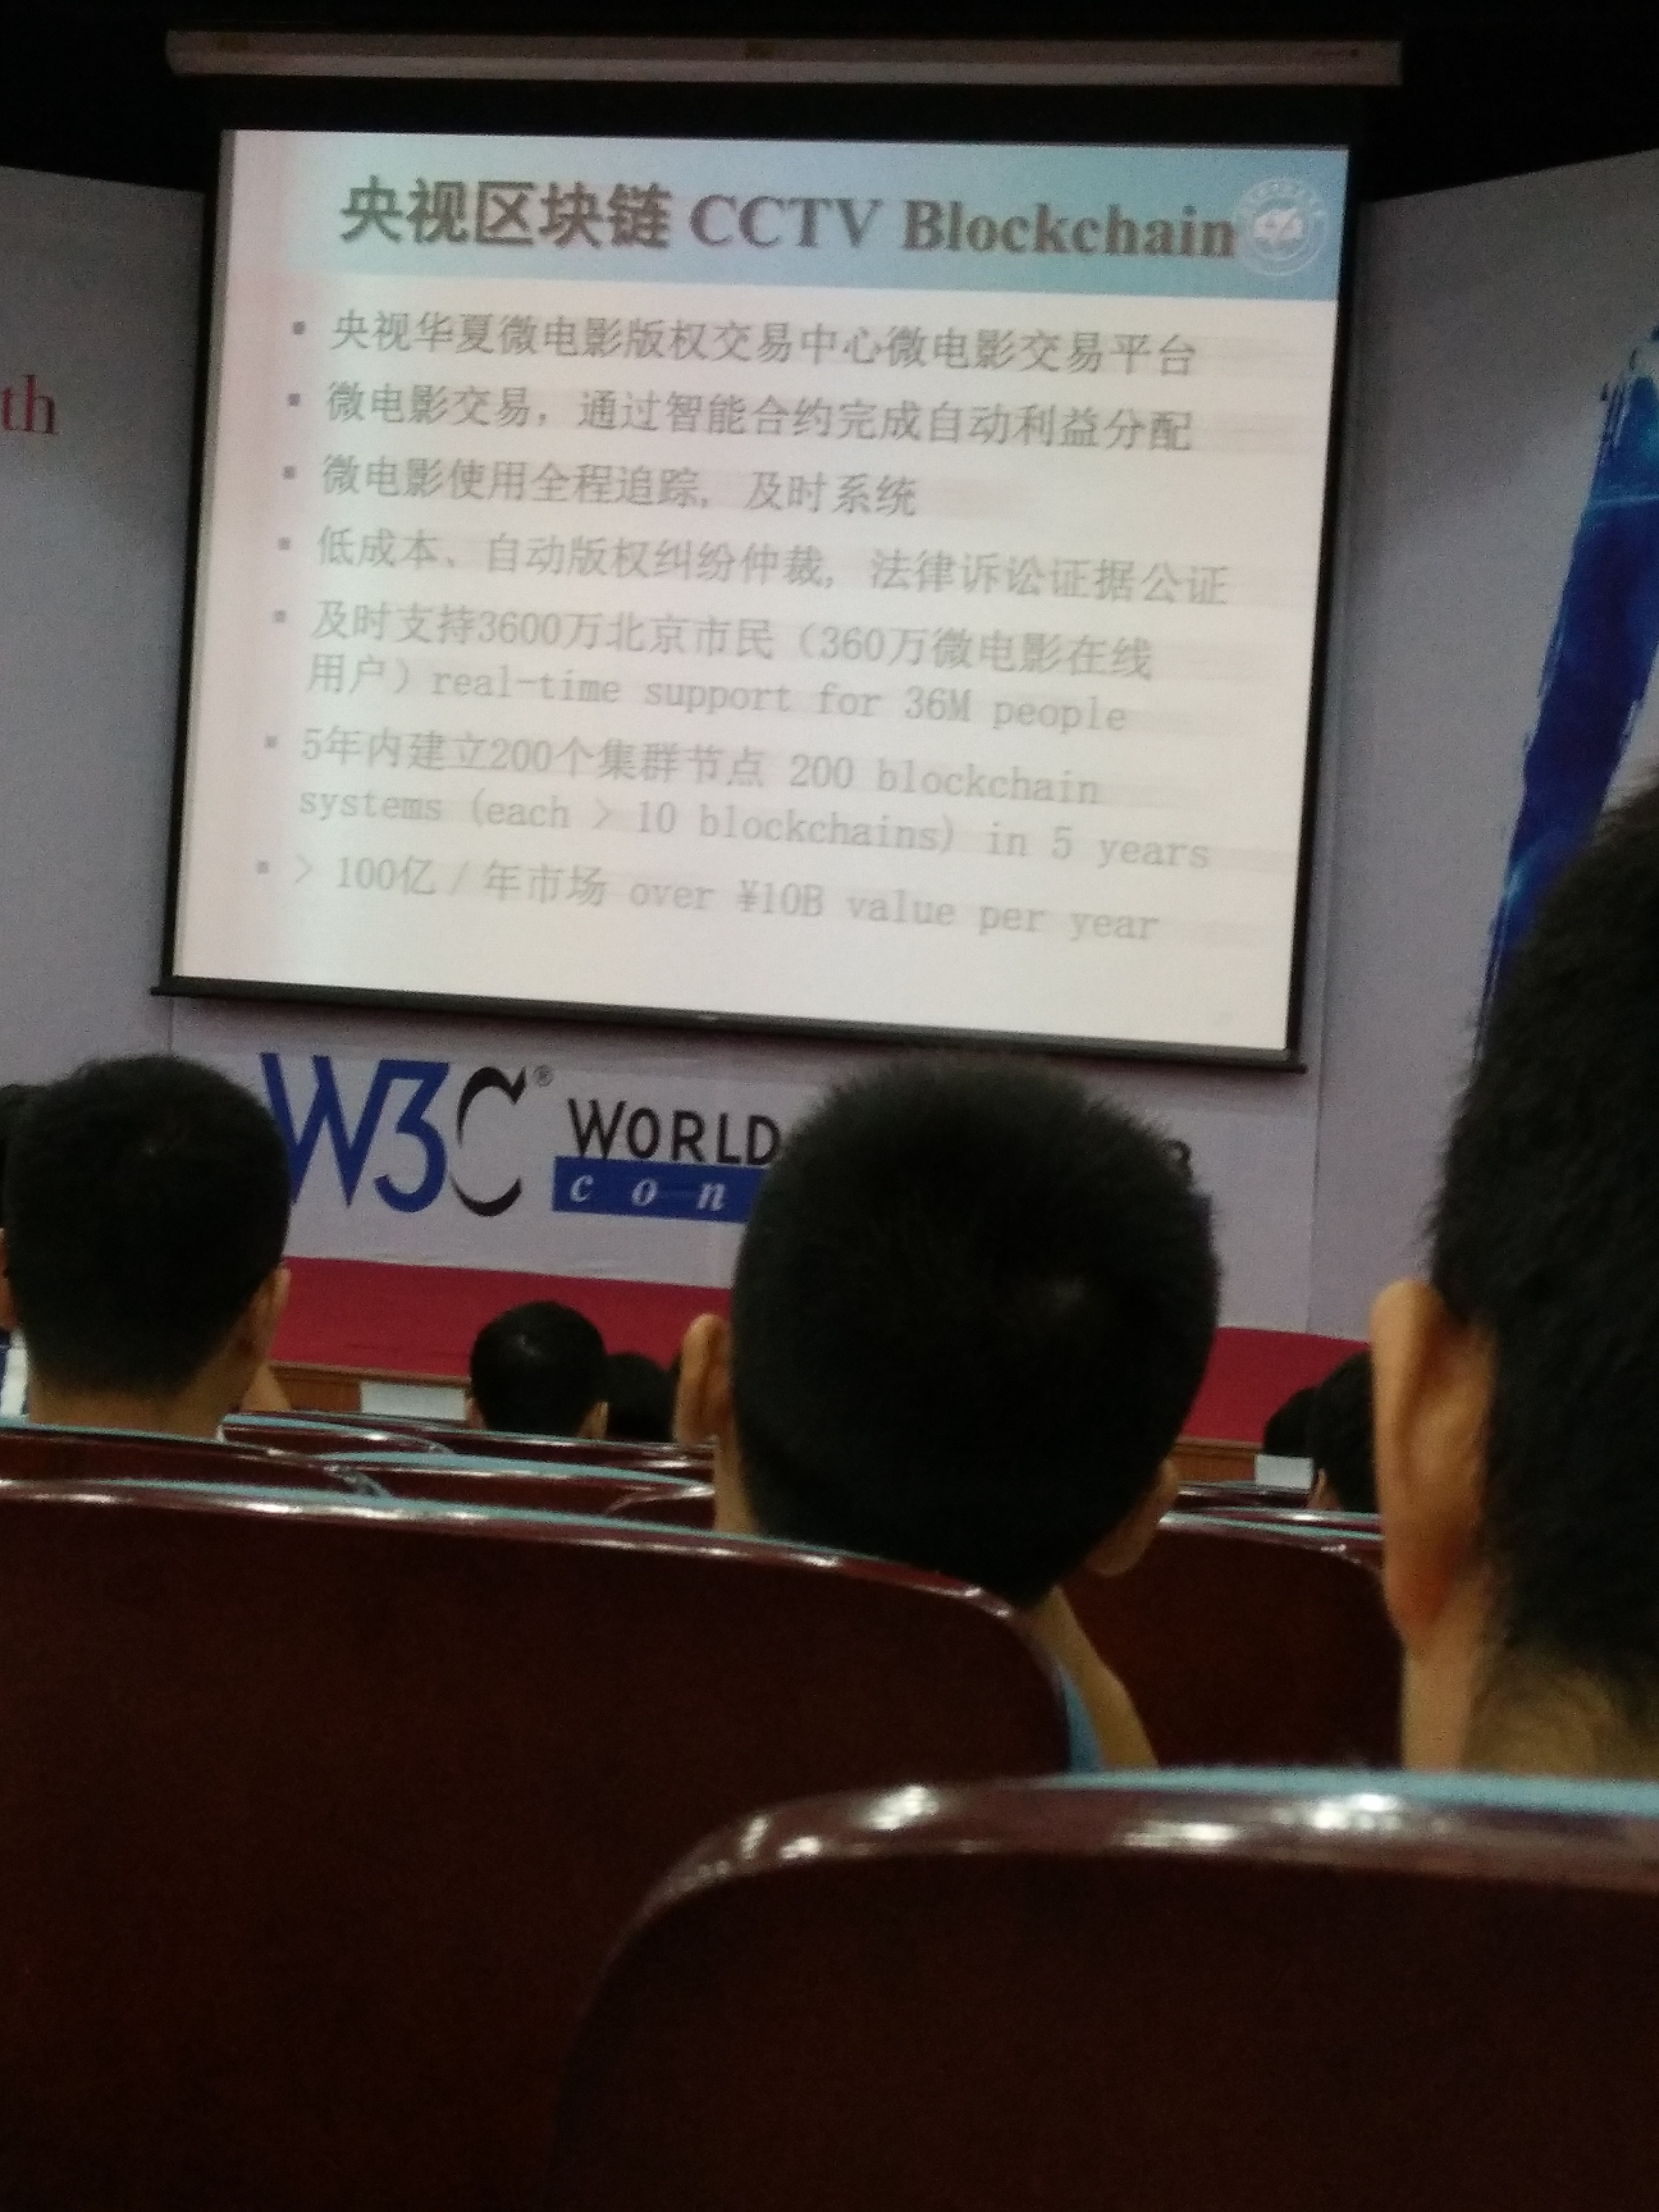 央视区块链 CCTV Blockchain
央视华夏微电影版权交易中心微电影交易平台
微电影交易，通过智能合约完成自动利益分配
微电影使用全程追踪，及时系统
低成本、自动版权纠纷仲裁，法律诉讼证据公证
及时支持3600万北京市民（360万微电影在线
用户）real-time support for 36M people
5年内建立200个集群节点 200 blockchain
systems (each > 10 blockchains) in 5 years
> 100亿 / 年市场 over ¥10B value per year
th
W3C®
WORLD
con